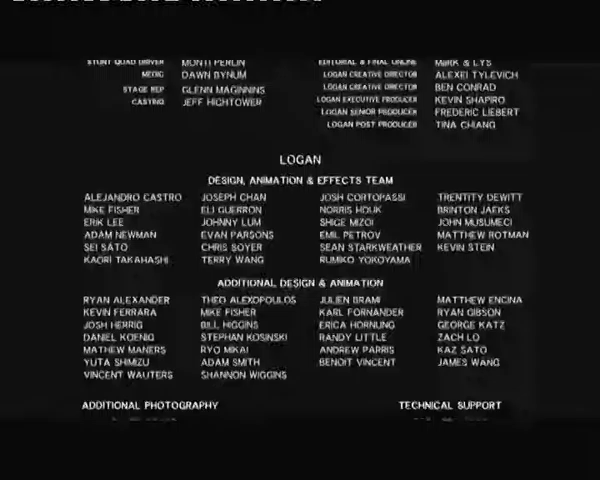 STUNT QUAD DRIVER MONTI PERLIN
MEDIC DAWN BYNUM
STAGE REP GLENN MAGINNINS
CASTING JEFF HIGHTOWER
EDITORIAL & FINAL ONLINE MARK & LYS
LOGAN CREATIVE DIRECTOR ALEXEI TYLEVICH
LOGAN CREATIVE DIRECTOR BEN CONRAD
LOGAN EXECUTIVE PRODUCER KEVIN SHAPIRO
LOGAN SENIOR PRODUCER FREDERIC LIEBERT
LOGAN POST PRODUCER TINA CHIANG
LOGAN
DESIGN, ANIMATION & EFFECTS TEAM
ALEJANDRO CASTRO JOSEPH CHAN JOSH CORTOPASSI TRENTITY DEWITT
MIKE FISHER ELI GUERRON NORRIS HOUK BRINTON JAEKS
ERIK LEE JOHNNY LUM SHIGE MIZOI JOHN MUSUMECI
ADAM NEWMAN EVAN PARSONS EMIL PETROV MATTHEW ROTMAN
SEI SATO CHRIS SOYER SEAN STARKWEATHER KEVIN STEIN
KAORI TAKAHASHI TERRY WANG RUMIKO YOKOYAMA
ADDITIONAL DESIGN & ANIMATION
RYAN ALEXANDER THEO ALEXOPOULOS JULIEN BRAMI MATTHEW ENCINA
KEVIN FERRARA MIKE FISHER KARL FORNANDER RYAN GIBSON
JOSH HERRIG BILL HIGGINS ERICA HORNUNG GEORGE KATZ
DANIEL KOENIG STEPHAN KOSINSKI RANDY LITTLE ZACH LO
MATHEW MANERS RYO MIKAI ANDREW PARRIS KAZ SATO
YUTA SHIMIZU ADAM SMITH BENOIT VINCENT JAMES WANG
VINCENT WAUTERS SHANNON WIGGINS
ADDITIONAL PHOTOGRAPHY TECHNICAL SUPPORT